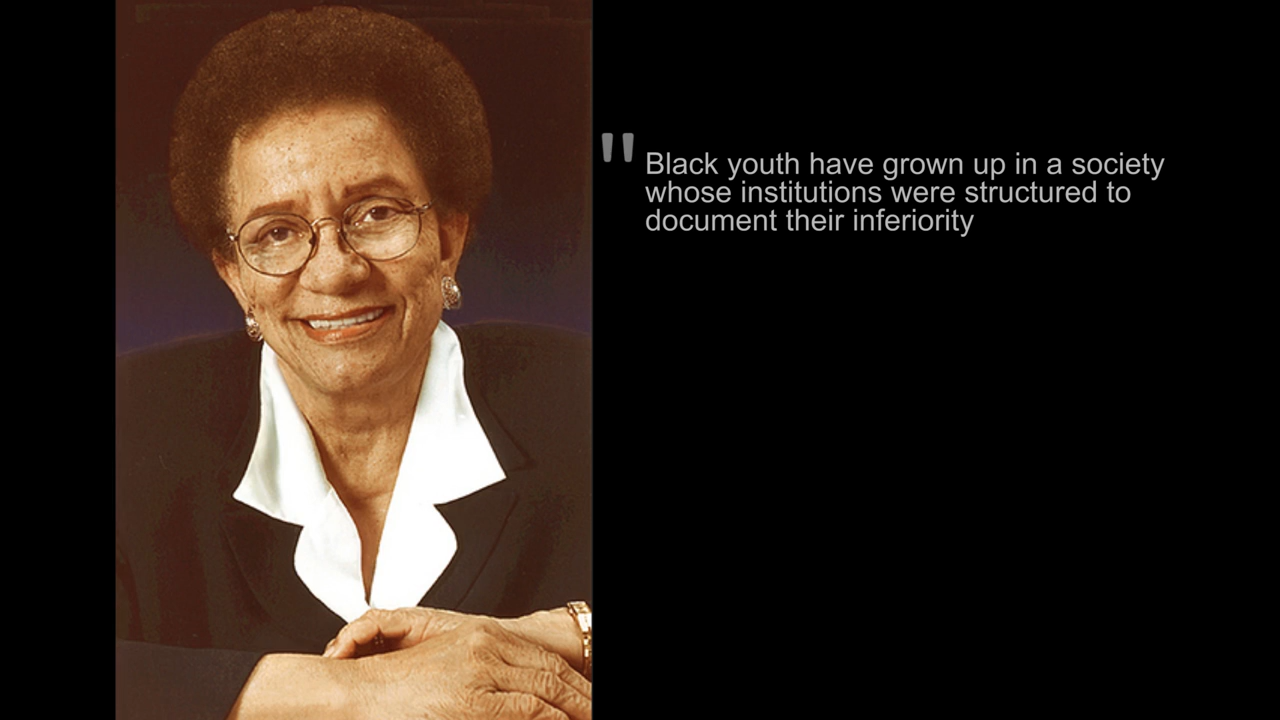 "
Black youth have grown up in a society
whose institutions were structured to
document their inferiority